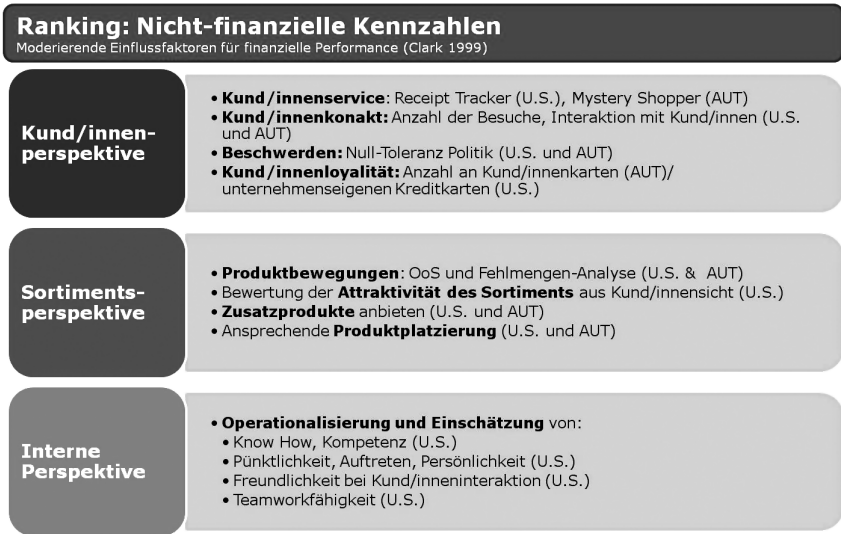 Ranking: Nicht-finanzielle Kennzahlen
Moderierende Einflussfaktoren für finanzielle Performance (Clark 1999)
Kund/innen-
perspektive
• Kund/innenservice: Receipt Tracker (U.S.), Mystery Shopper (AUT)
• Kund/innenkonakt: Anzahl der Besuche, Interaktion mit Kund/innen (U.S.
und AUT)
• Beschwerden: Null-Toleranz Politik (U.S. und AUT)
• Kund/innenloyalität: Anzahl an Kund/innenkarten (AUT)/
unternehmenseigenen Kreditkarten (U.S.)
Sortiments-
perspektive
• Produktbewegungen: OoS und Fehlmengen-Analyse (U.S. & AUT)
• Bewertung der Attraktivität des Sortiments aus Kund/innensicht (U.S.)
• Zusatzprodukte anbieten (U.S. und AUT)
• Ansprechende Produktplatzierung (U.S. und AUT)
Interne
Perspektive
• Operationalisierung und Einschätzung von:
• Know How, Kompetenz (U.S.)
• Pünktlichkeit, Auftreten, Persönlichkeit (U.S.)
• Freundlichkeit bei Kund/inneninteraktion (U.S.)
• Teamworkfähigkeit (U.S.)